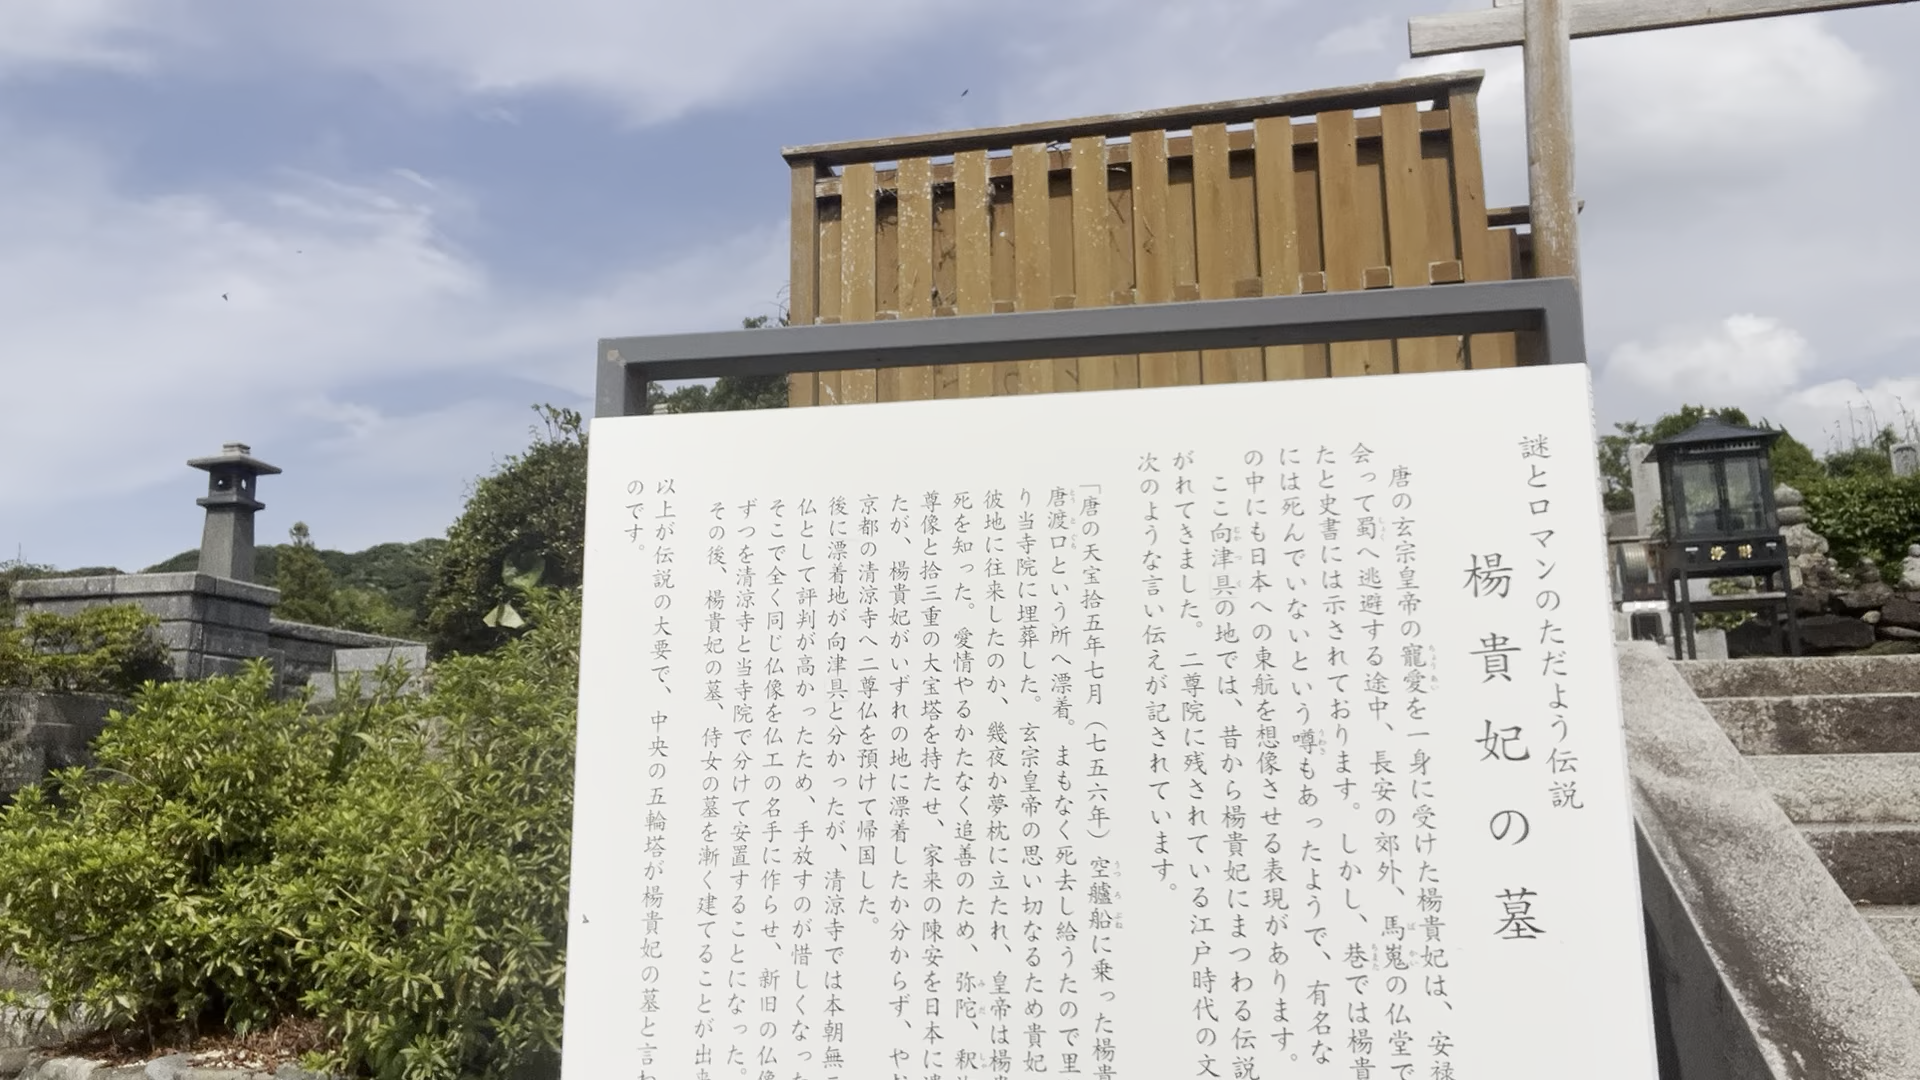 謎とロマンのただよう伝説
楊貴妃の墓
唐の玄宗皇帝の寵愛を一身に受けた楊貴妃は、安禄
会って蜀へ逃避する途中、長安の郊外、馬嵬の仏堂で
たと史書には示されております。しかし、巷では楊貴
には死んでいないという噂もあったようで、有名な
の中にも日本への東航を想像させる表現があります。
ここ向津具の地では、昔から楊貴妃にまつわる伝説
がれてきました。二尊院に残されている江戸時代の文
次のような言い伝えが記されています。
「唐の天宝拾五年七月（七五六年）空艫船に乗った楊貴
唐渡口という所へ漂着。まもなく死去し給うたので里
り当寺院に埋葬した。玄宗皇帝の思い切なるため貴妃
彼地に往来したのか、幾夜か夢枕に立たれ、皇帝は楊貴
死を知った。愛情やるかたなく追善のため、弥陀、釈
尊像と拾三重の大宝塔を持たせ、家来の陳安を日本に
たが、楊貴妃がいずれの地に漂着したか分からず、や
京都の清涼寺へ二尊仏を預けて帰国した。
後に漂着地が向津具と分かったが、清涼寺では本朝無
仏として評判が高かったため、手放すのが惜しくなっ
そこで全く同じ仏像を仏工の名手に作らせ、新旧の仏像
ずつを清涼寺と当寺院で分けて安置することになった。
その後、楊貴妃の墓、侍女の墓を漸く建てることが出来
以上が伝説の大要で、中央の五輪塔が楊貴妃の墓と言わ
のです。